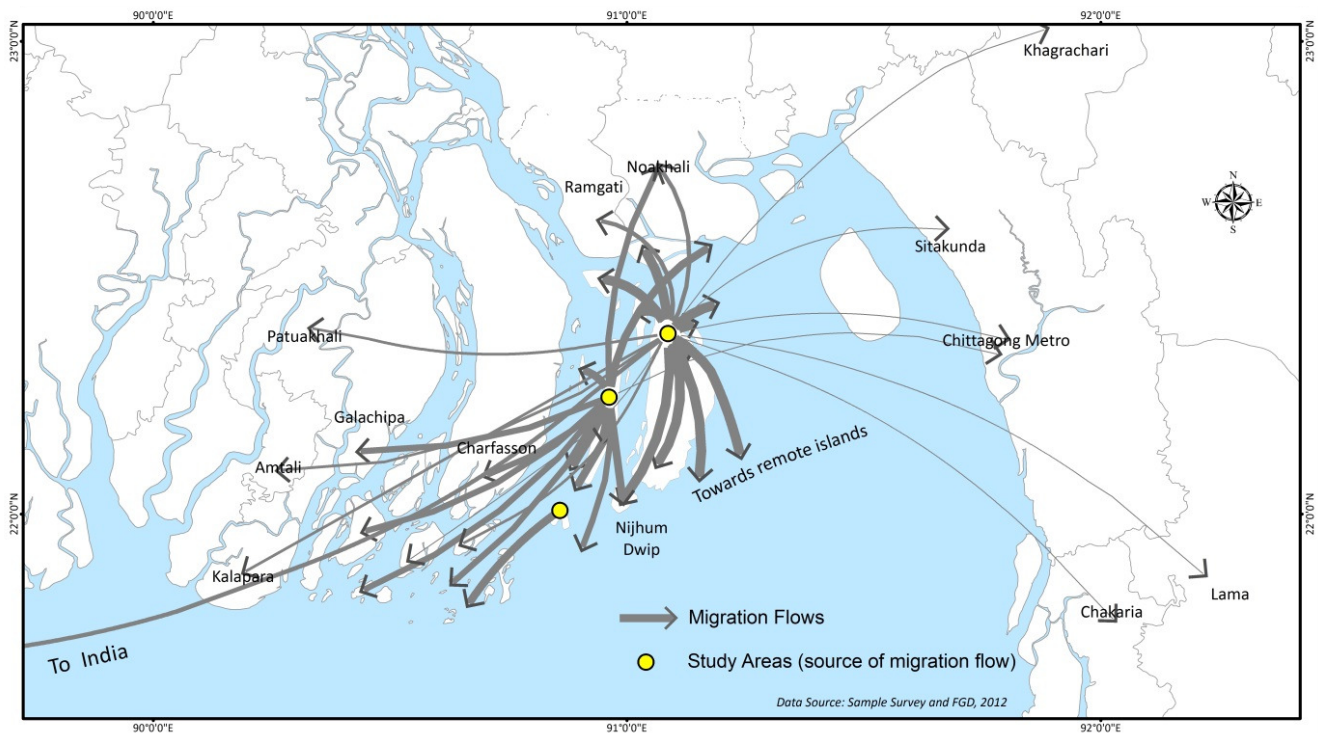 90°0'0"E
91°0'0"E
92°0'0"E
23°0'0"N
23°0'0"N
Khagrachari
Noakhali
Ramgati
N
W
E
S
Sitakunda
Patuakhali
Chittagong Metro
Galachipa
Charfasson
Amtali
Towards remote islands
22°0'0"N
22°0'0"N
Nijhum
Dwip
Kalapara
Lama
Chakaria
Migration Flows
To India
Study Areas (source of migration flow)
Data Source: Sample Survey and FGD, 2012
90°0'0"E
91°0'0"E
92°0'0"E